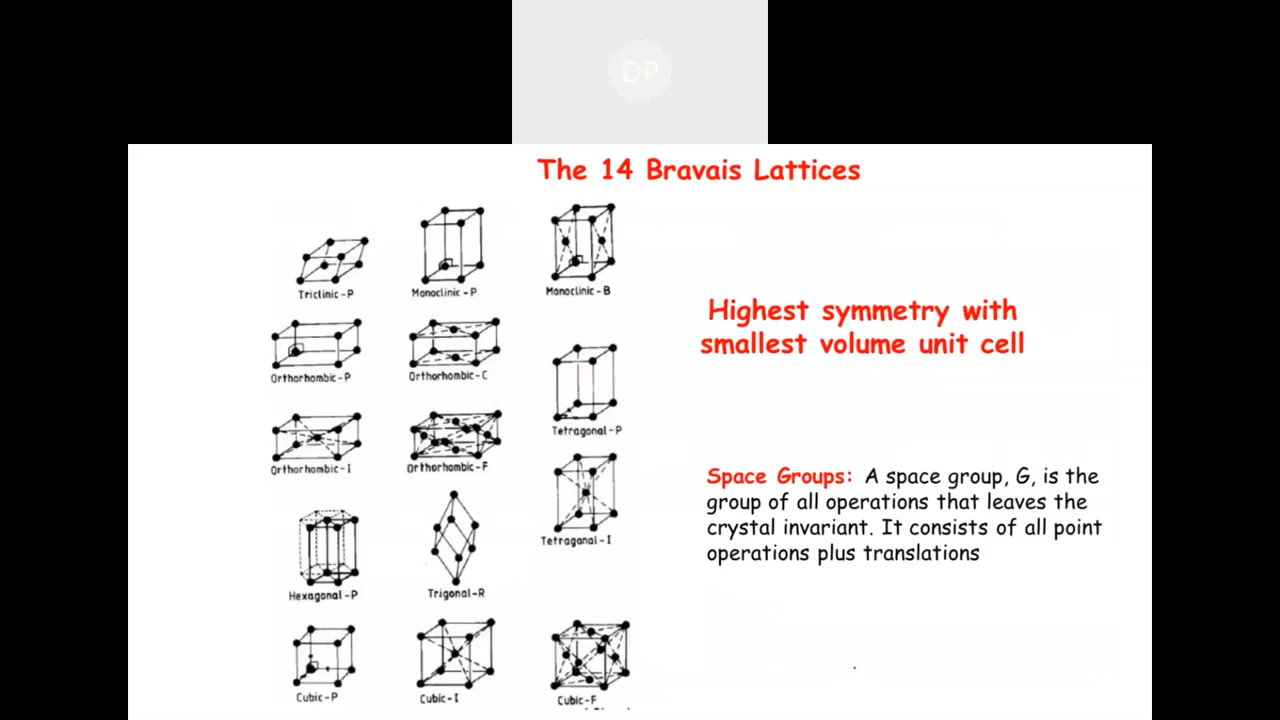 DP
The 14 Bravais Lattices
Triclinic-P
Monoclinic-P
Monoclinic-B
Highest symmetry with
smallest volume unit cell
Orthorhombic-P
Orthorhombic-C
Tetragonal-P
Orthorhombic-I
Orthorhombic-F
Space Groups: A space group, G, is the
group of all operations that leaves the
crystal invariant. It consists of all point
operations plus translations
Tetragonal-I
Hexagonal-P
Trigonal-R
Cubic-P
Cubic-I
Cubic-F